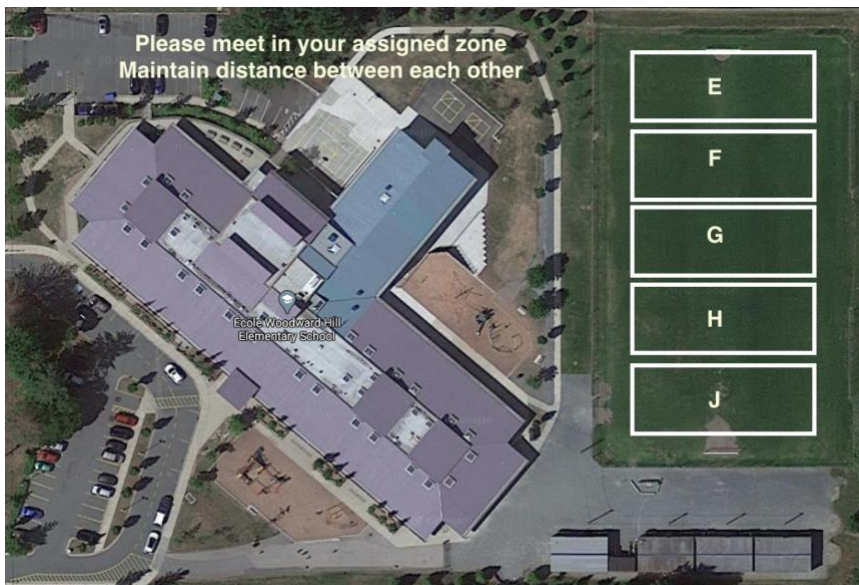 Please meet in your assigned zone
Maintain distance between each other
E
F
G
H
J
Ecole Woodward Hill
Elementary School